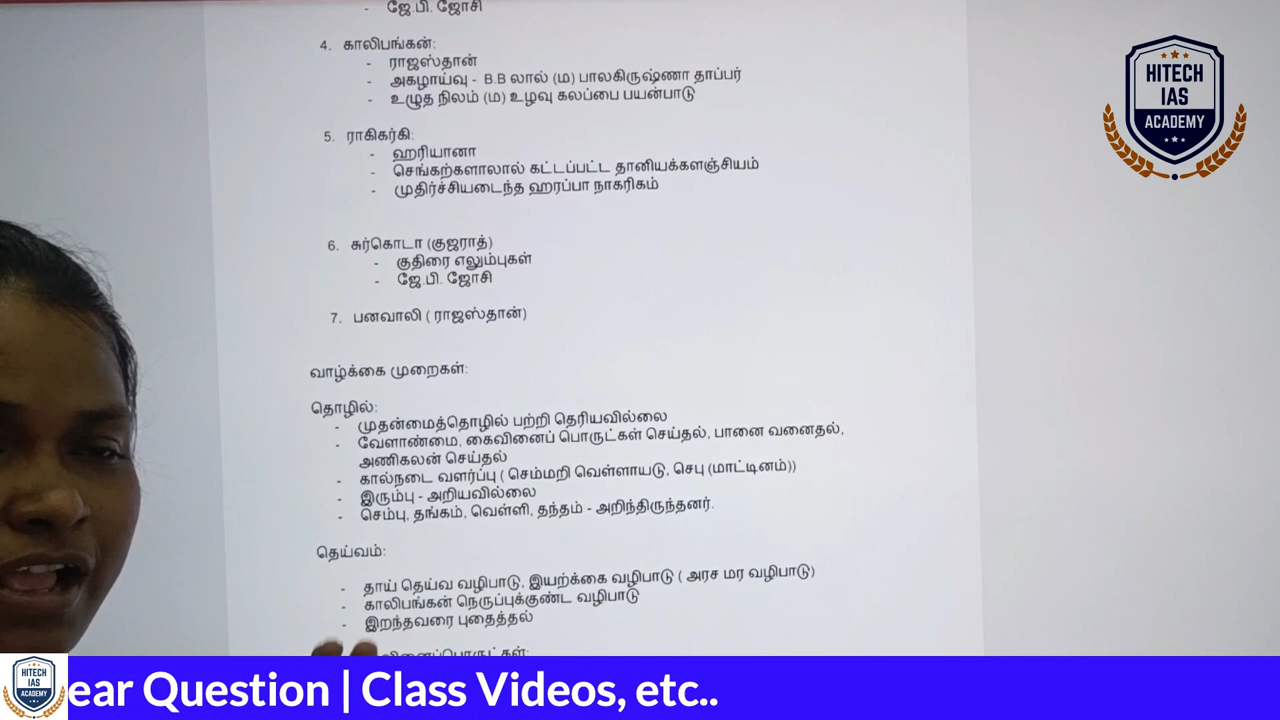 - ஜே.பி. ஜோசி
4. காலிபங்கன்:
- ராஜஸ்தான்
- அகழாய்வு - B.B லால் (ம) பாலகிருஷ்ணா தாப்பர்
- உழுத நிலம் (ம) உழவு கலப்பை பயன்பாடு
5. ராகிகர்கி:
- ஹரியானா
- செங்கற்களாலால் கட்டப்பட்ட தானியக்களஞ்சியம்
- முதிர்ச்சியடைந்த ஹரப்பா நாகரிகம்
6. சுர்கொடா (குஜராத்)
- குதிரை எலும்புகள்
- ஜே.பி. ஜோசி
7. பனவாலி ( ராஜஸ்தான்)
வாழ்க்கை முறைகள்:
தொழில்:
- முதன்மைத்தொழில் பற்றி தெரியவில்லை
- வேளாண்மை, கைவினைப் பொருட்கள் செய்தல், பானை வனைதல்,
அணிகலன் செய்தல்
- கால்நடை வளர்ப்பு ( செம்மறி வெள்ளாயடு, செபு (மாட்டினம்))
- இரும்பு - அறியவில்லை
- செம்பு, தங்கம், வெள்ளி, தந்தம் - அறிந்திருந்தனர்.
தெய்வம்:
- தாய் தெய்வ வழிபாடு, இயற்க்கை வழிபாடு ( அரச மர வழிபாடு)
- காலிபங்கன் நெருப்புக்குண்ட வழிபாடு
- இறந்தவரை புதைத்தல்
HITECH
IAS
ACADEMY
HITECH
IAS
ACADEMY
ear Question | Class Videos, etc..